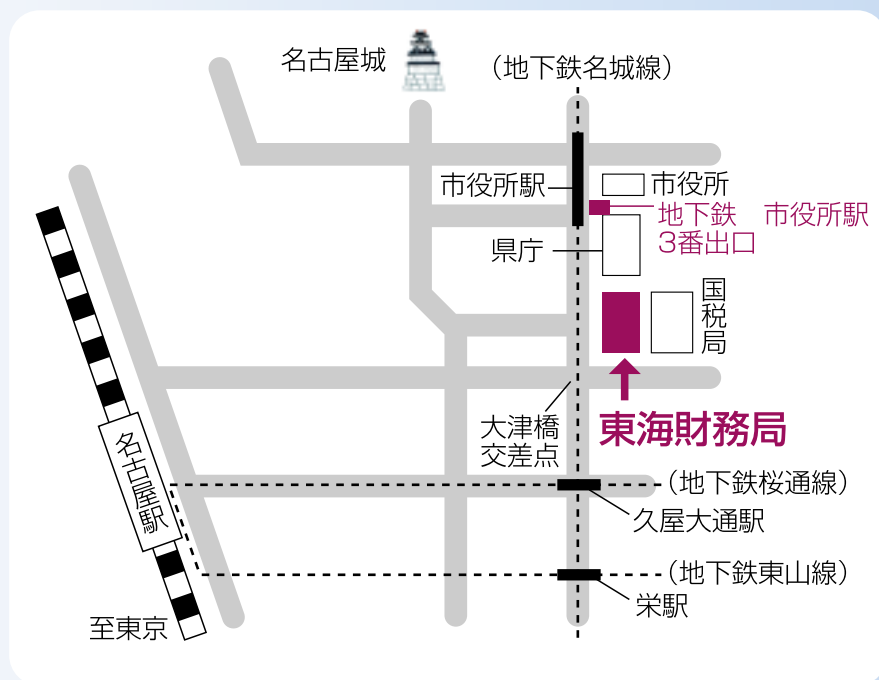 名古屋城
（地下鉄名城線）
市役所駅
市役所
地下鉄　市役所駅
3番出口
県庁
国税局
大津橋
交差点
東海財務局
名古屋駅
（地下鉄桜通線）
久屋大通駅
（地下鉄東山線）
栄駅
至東京